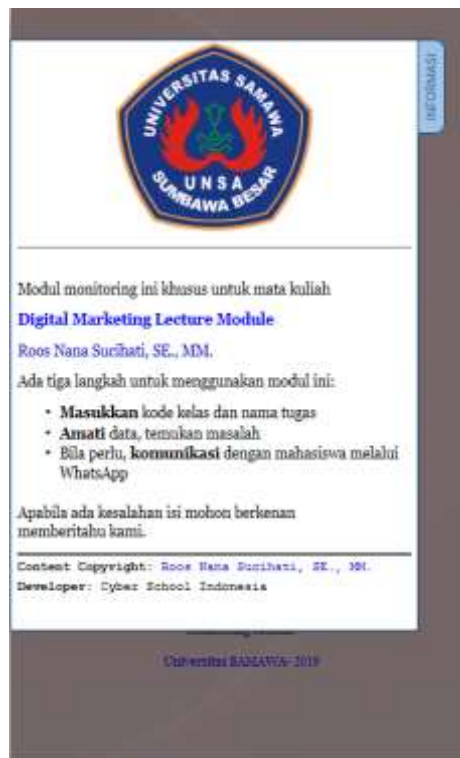 INFORMASI
UNIVERSITAS SAMAWA
UNSA
SUMBAWA BESAR
Modul monitoring ini khusus untuk mata kuliah
Digital Marketing Lecture Module
Roos Nana Sucihati, SE., MM.
Ada tiga langkah untuk menggunakan modul ini:
• Masukkan kode kelas dan nama tugas
• Amati data, temukan masalah
• Bila perlu, komunikasi dengan mahasiswa melalui
WhatsApp
Apabila ada kesalahan isi mohon berkenan
memberitahu kami.
Content Copyright: Roos Nana Sucihati, SE., MM.
Developer: Cyber School Indonesia
Universitas SAMAWA- 2019